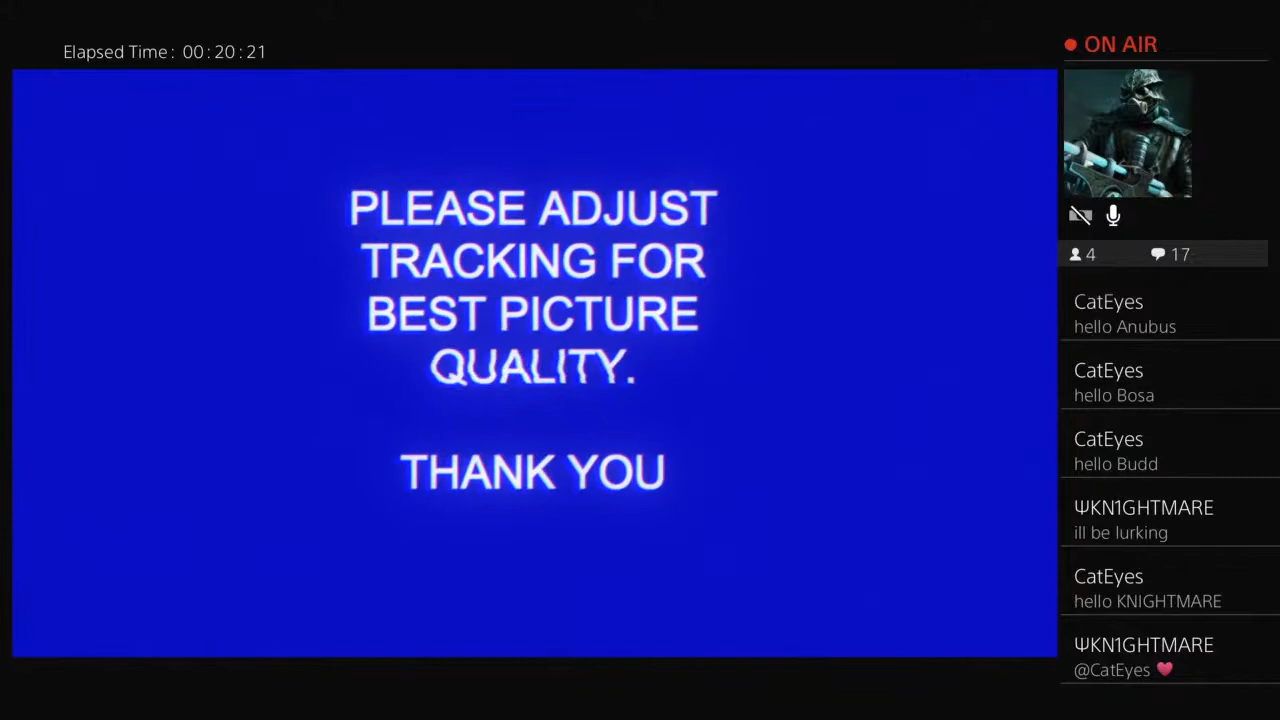 Elapsed Time: 00:20:21
ON AIR
PLEASE ADJUST
TRACKING FOR
BEST PICTURE
QUALITY.
THANK YOU
4 17
CatEyes
hello Anubus
CatEyes
hello Bosa
CatEyes
hello Budd
ΨKN1GHTMARE
ill be lurking
CatEyes
hello KNIGHTMARE
ΨKN1GHTMARE
@CatEyes ❤